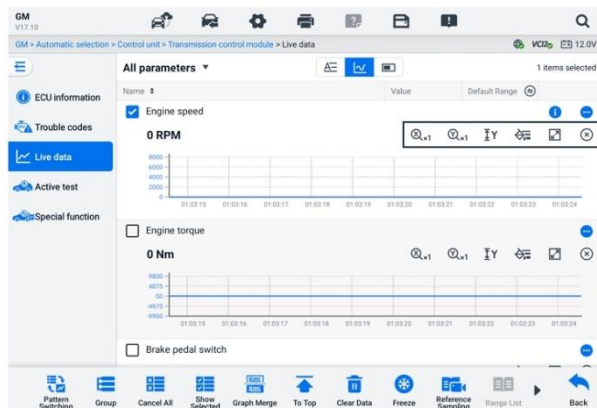 GM
V17.10
GM > Automatic selection > Control unit > Transmission control module > Live data
VCI 12.0V
All parameters
1 items selected
Name Value Default Range
ECU information
Trouble codes
Live data
Active test
Special function
Engine speed
0 RPM
x1 x1 Y
8000
6000
4000
2000
0
01:03:15 01:03:16 01:03:17 01:03:18 01:03:19 01:03:20 01:03:21 01:03:22 01:03:23 01:03:24
Engine torque
0 Nm
x1 x1 Y
9800
4875
-50
-4975
-9900
01:03:15 01:03:16 01:03:17 01:03:18 01:03:19 01:03:20 01:03:21 01:03:22 01:03:23 01:03:24
Brake pedal switch
Pattern Switching
Group
Cancel All
Show Selected
Graph Merge
To Top
Clear Data
Freeze
Reference Sampling
Range List
Back